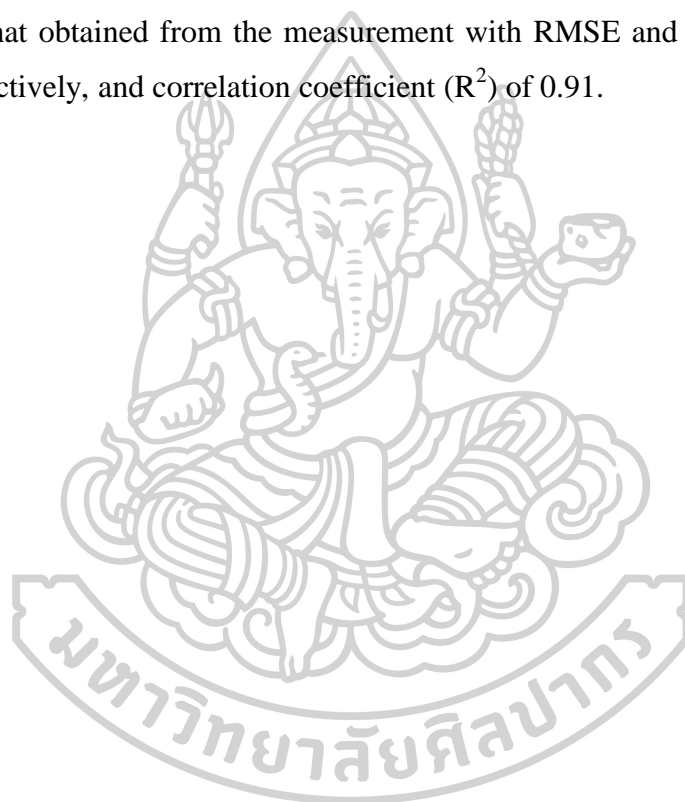 hat obtained from the measurement with RMSE and
ctively, and correlation coefficient (R²) of 0.91.
มหาวิทยาลัยศิลปากร